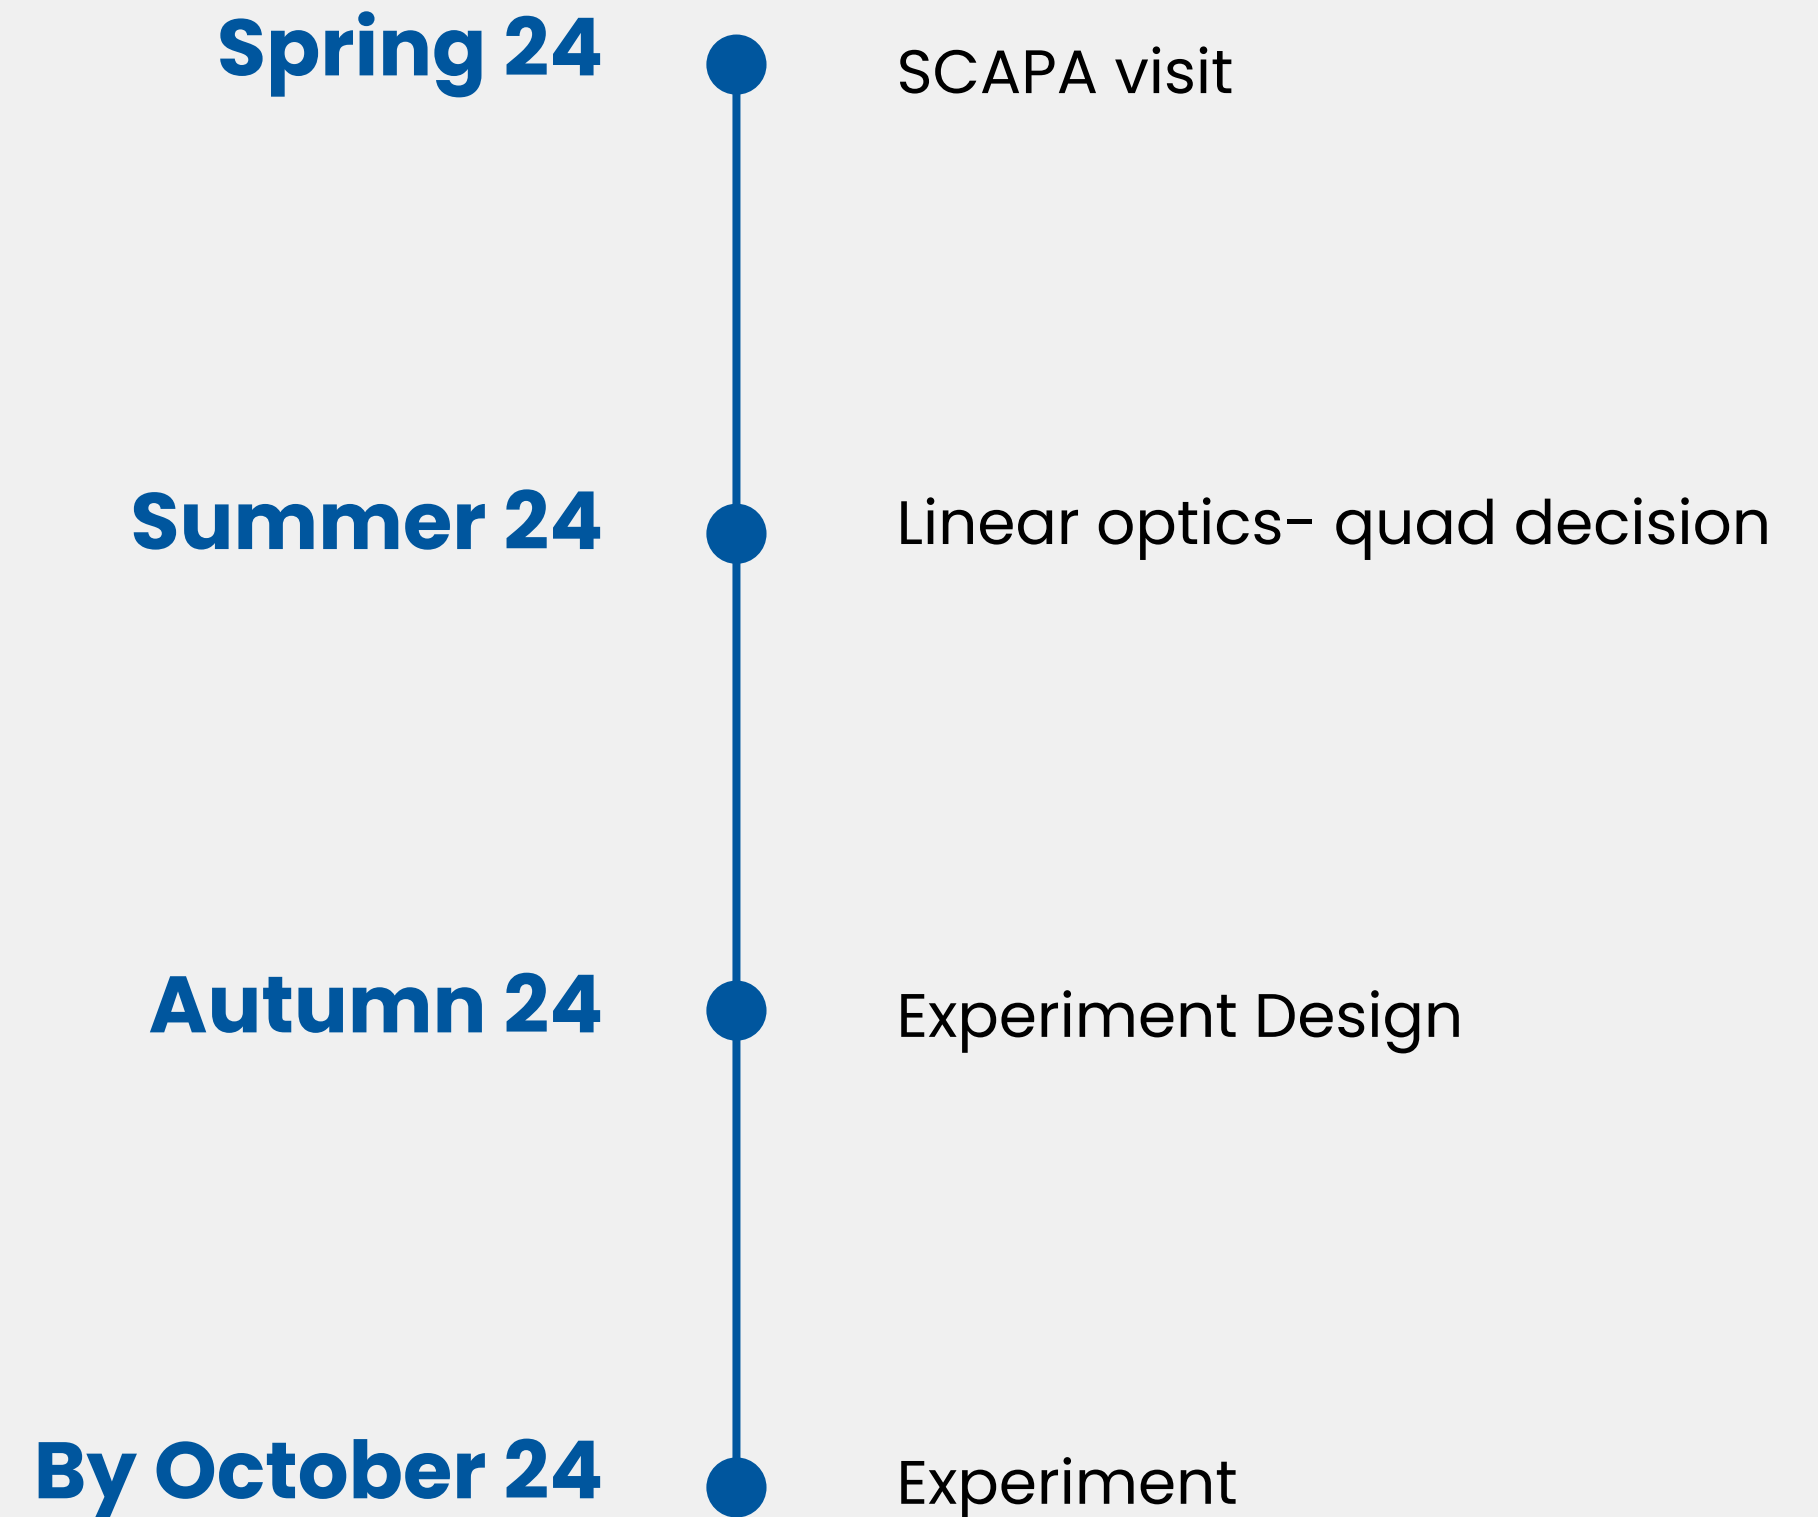 Spring 24
SCAPA visit
Summer 24
Linear optics- quad decision
Autumn 24
Experiment Design
By October 24
Experiment